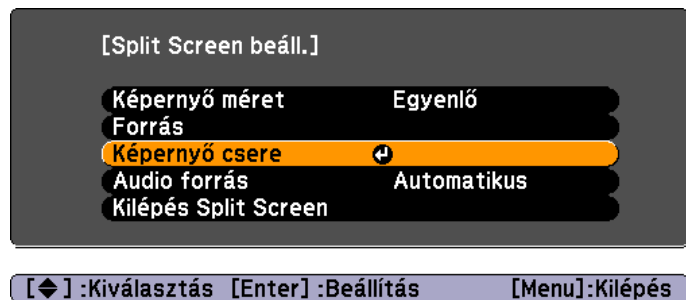 [Split Screen beáll.]
Képernyő méret Egyenlő
Forrás
Képernyő csere
Audio forrás Automatikus
Kilépés Split Screen
[◆] :Kiválasztás [Enter] :Beállítás [Menu]:Kilépés